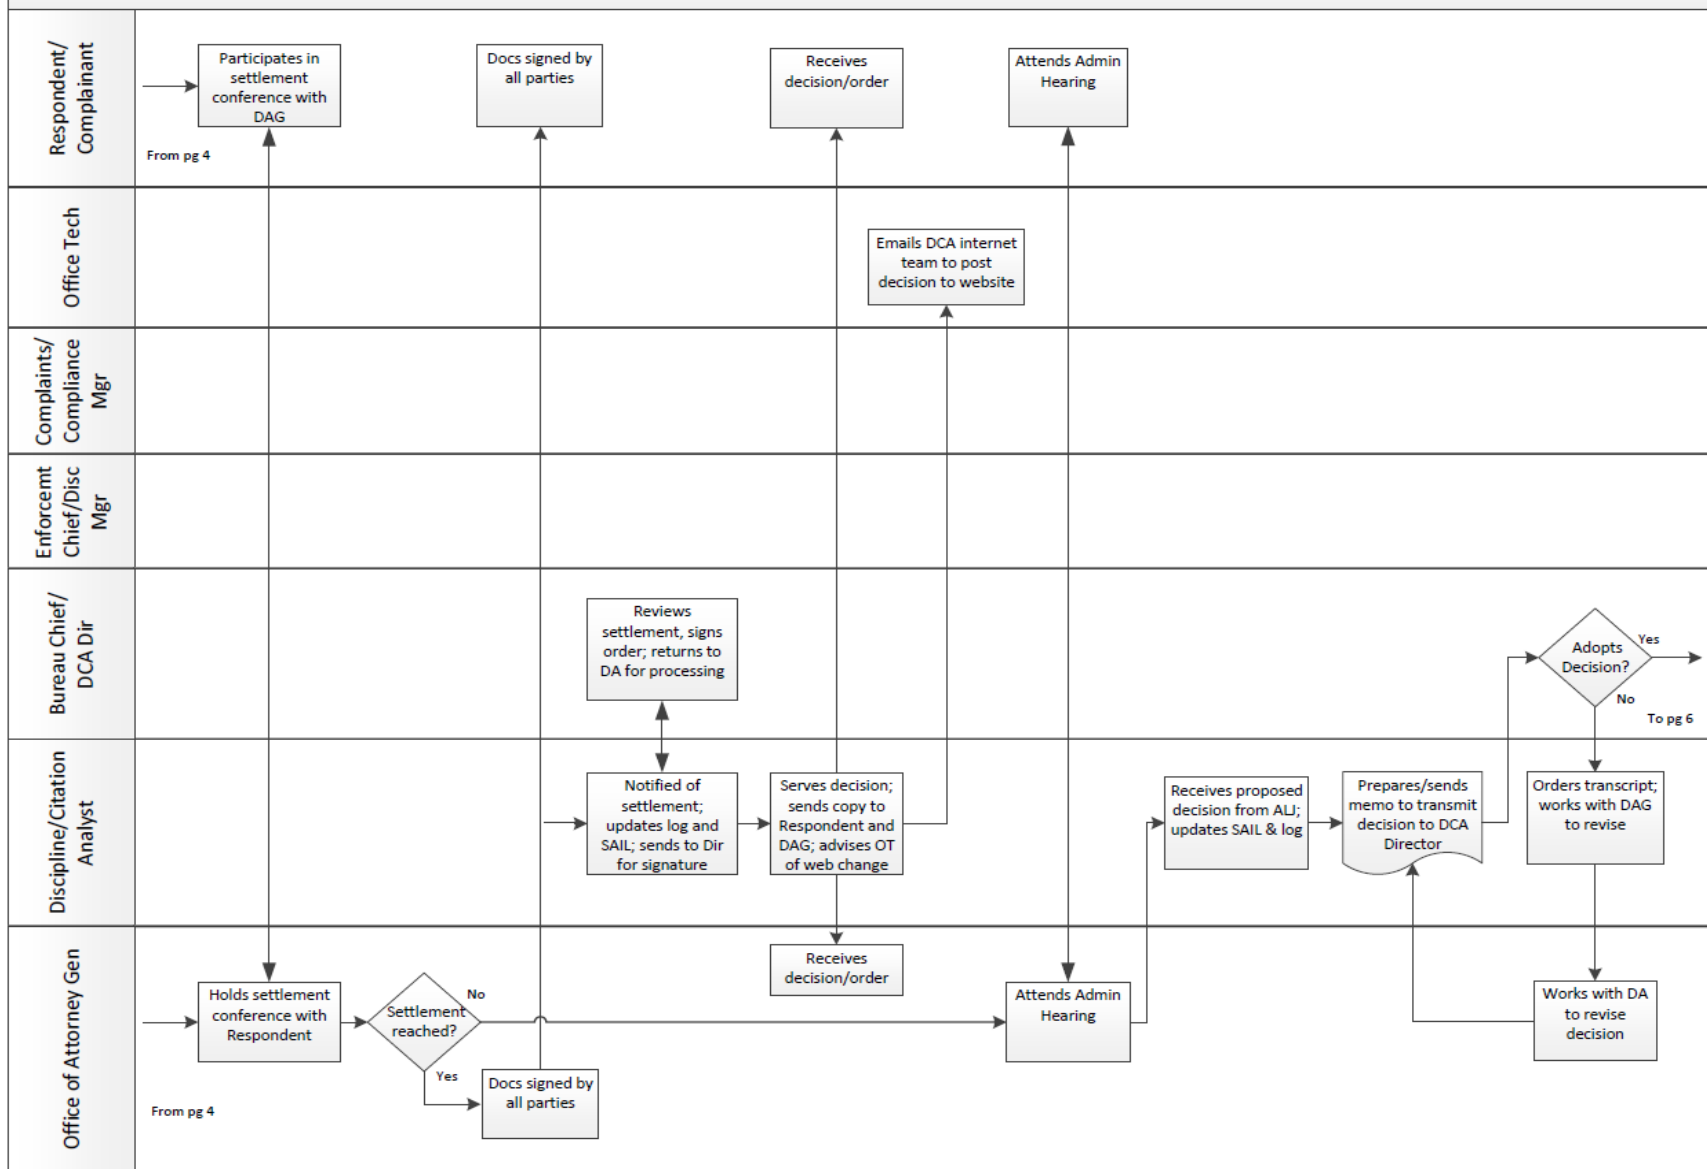 Respondent/
Complainant
Participates in
settlement
conference with
DAG
From pg 4
Docs signed by
all parties
Receives
decision/order
Attends Admin
Hearing
Office Tech
Emails DCA internet
team to post
decision to website
Complaints/
Compliance
Mgr
Enforcemt
Chief/Disc
Mgr
Bureau Chief/
DCA Dir
Reviews
settlement, signs
order; returns to
DA for processing
Adopts
Decision?
Yes
No
To pg 6
Discipline/Citation
Analyst
Notified of
settlement;
updates log and
SAIL; sends to Dir
for signature
Serves decision;
sends copy to
Respondent and
DAG; advises OT
of web change
Receives proposed
decision from ALJ;
updates SAIL & log
Prepares/sends
memo to transmit
decision to DCA
Director
Orders transcript;
works with DAG
to revise
Office of Attorney Gen
From pg 4
Holds settlement
conference with
Respondent
Settlement
reached?
No
Yes
Docs signed by
all parties
Receives
decision/order
Attends Admin
Hearing
Works with DA
to revise
decision